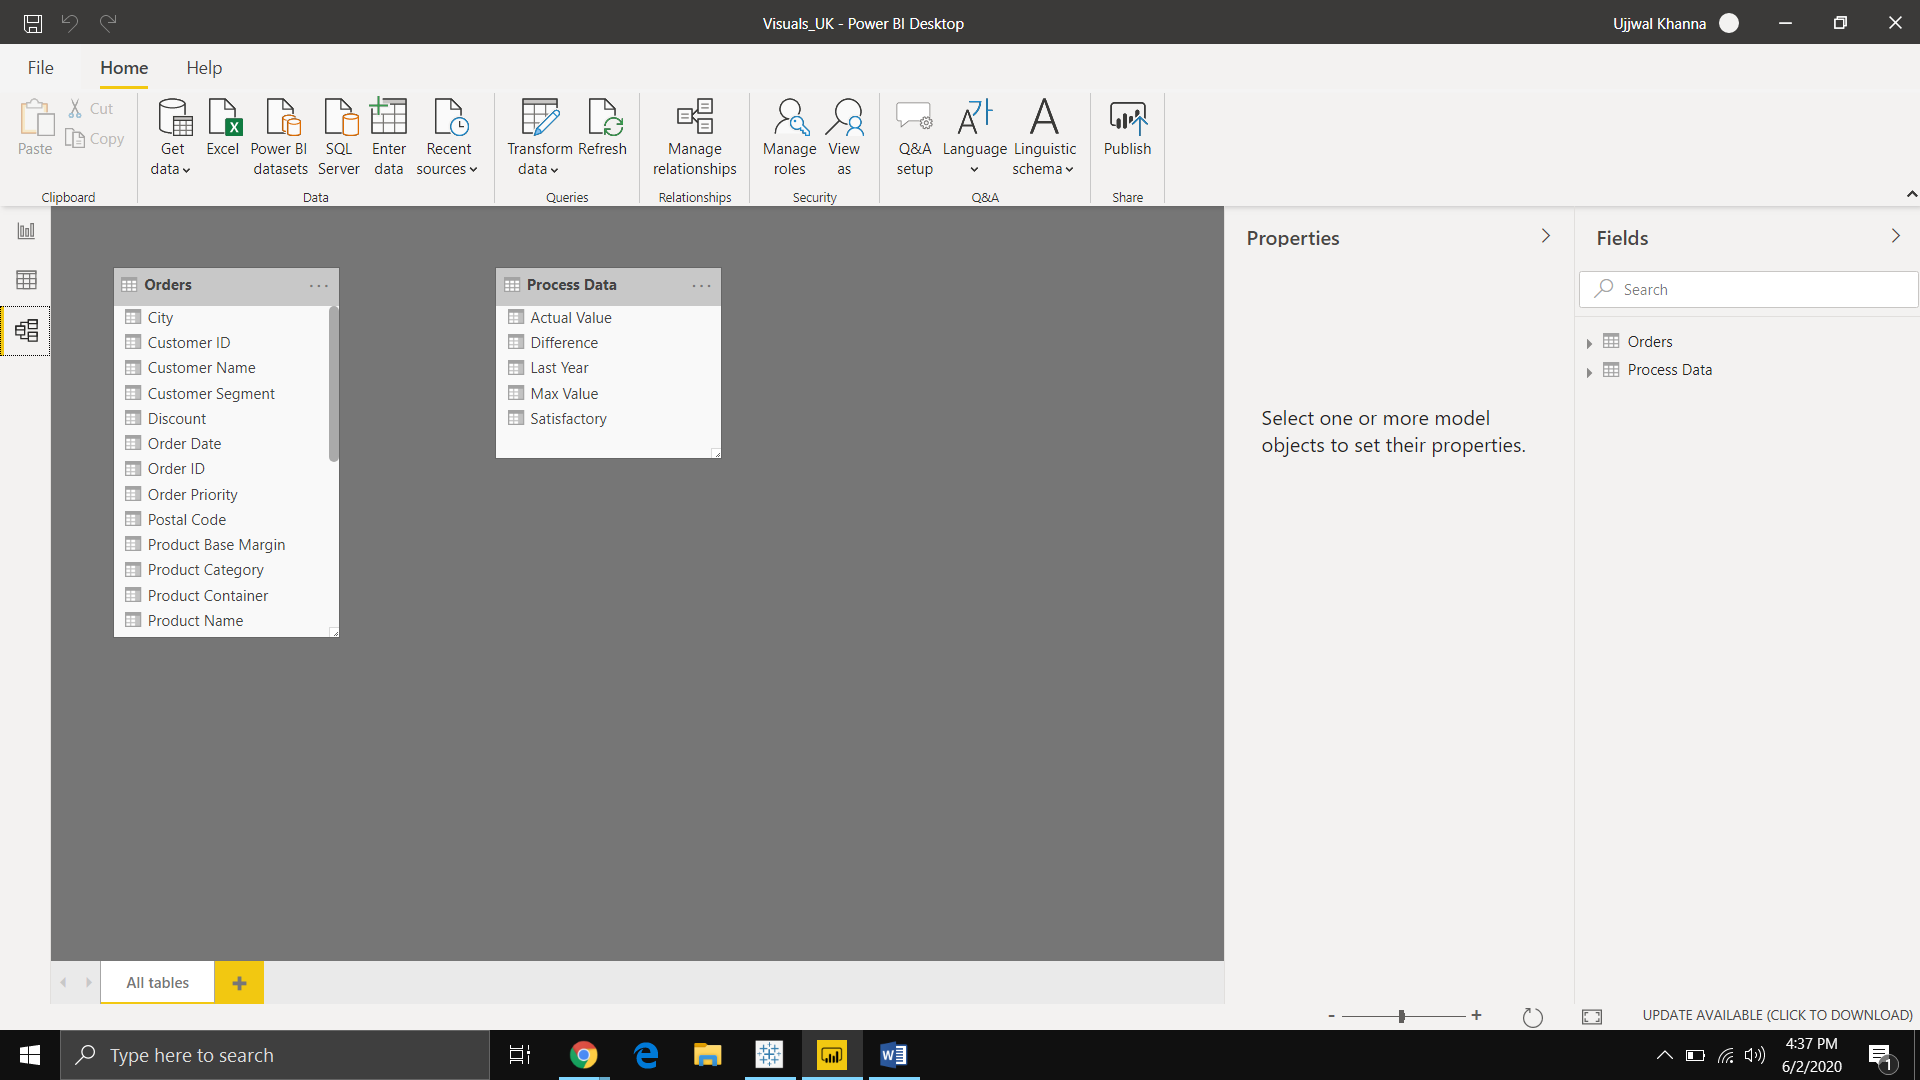 Visuals_UK - Power BI Desktop
Ujjwal Khanna
File
Home
Help
Paste
Cut
Copy
Clipboard
Get data
Excel
Power BI datasets
SQL Server
Enter data
Recent sources
Data
Transform data
Refresh
Queries
Manage relationships
Relationships
Manage roles
View as
Security
Q&A setup
Language
Linguistic schema
Q&A
Publish
Share
Orders
City
Customer ID
Customer Name
Customer Segment
Discount
Order Date
Order ID
Order Priority
Postal Code
Product Base Margin
Product Category
Product Container
Product Name
Process Data
Actual Value
Difference
Last Year
Max Value
Satisfactory
Properties
Select one or more model
objects to set their properties.
Fields
Search
Orders
Process Data
All tables
UPDATE AVAILABLE (CLICK TO DOWNLOAD)
Type here to search
4:37 PM
6/2/2020
1